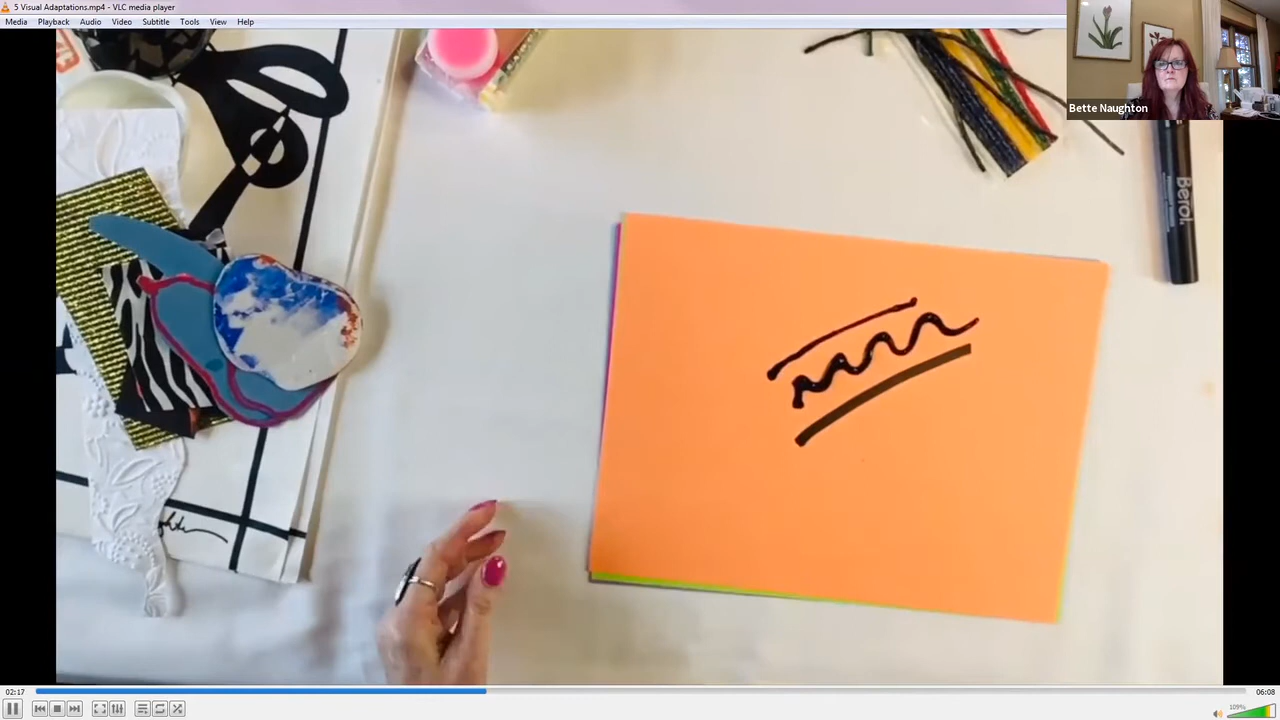 5 Visual Adaptations.mp4 - VLC media player
Media Playback Audio Video Subtitle Tools View Help
Bette Naughton
Berol
02:17
06:08
109%